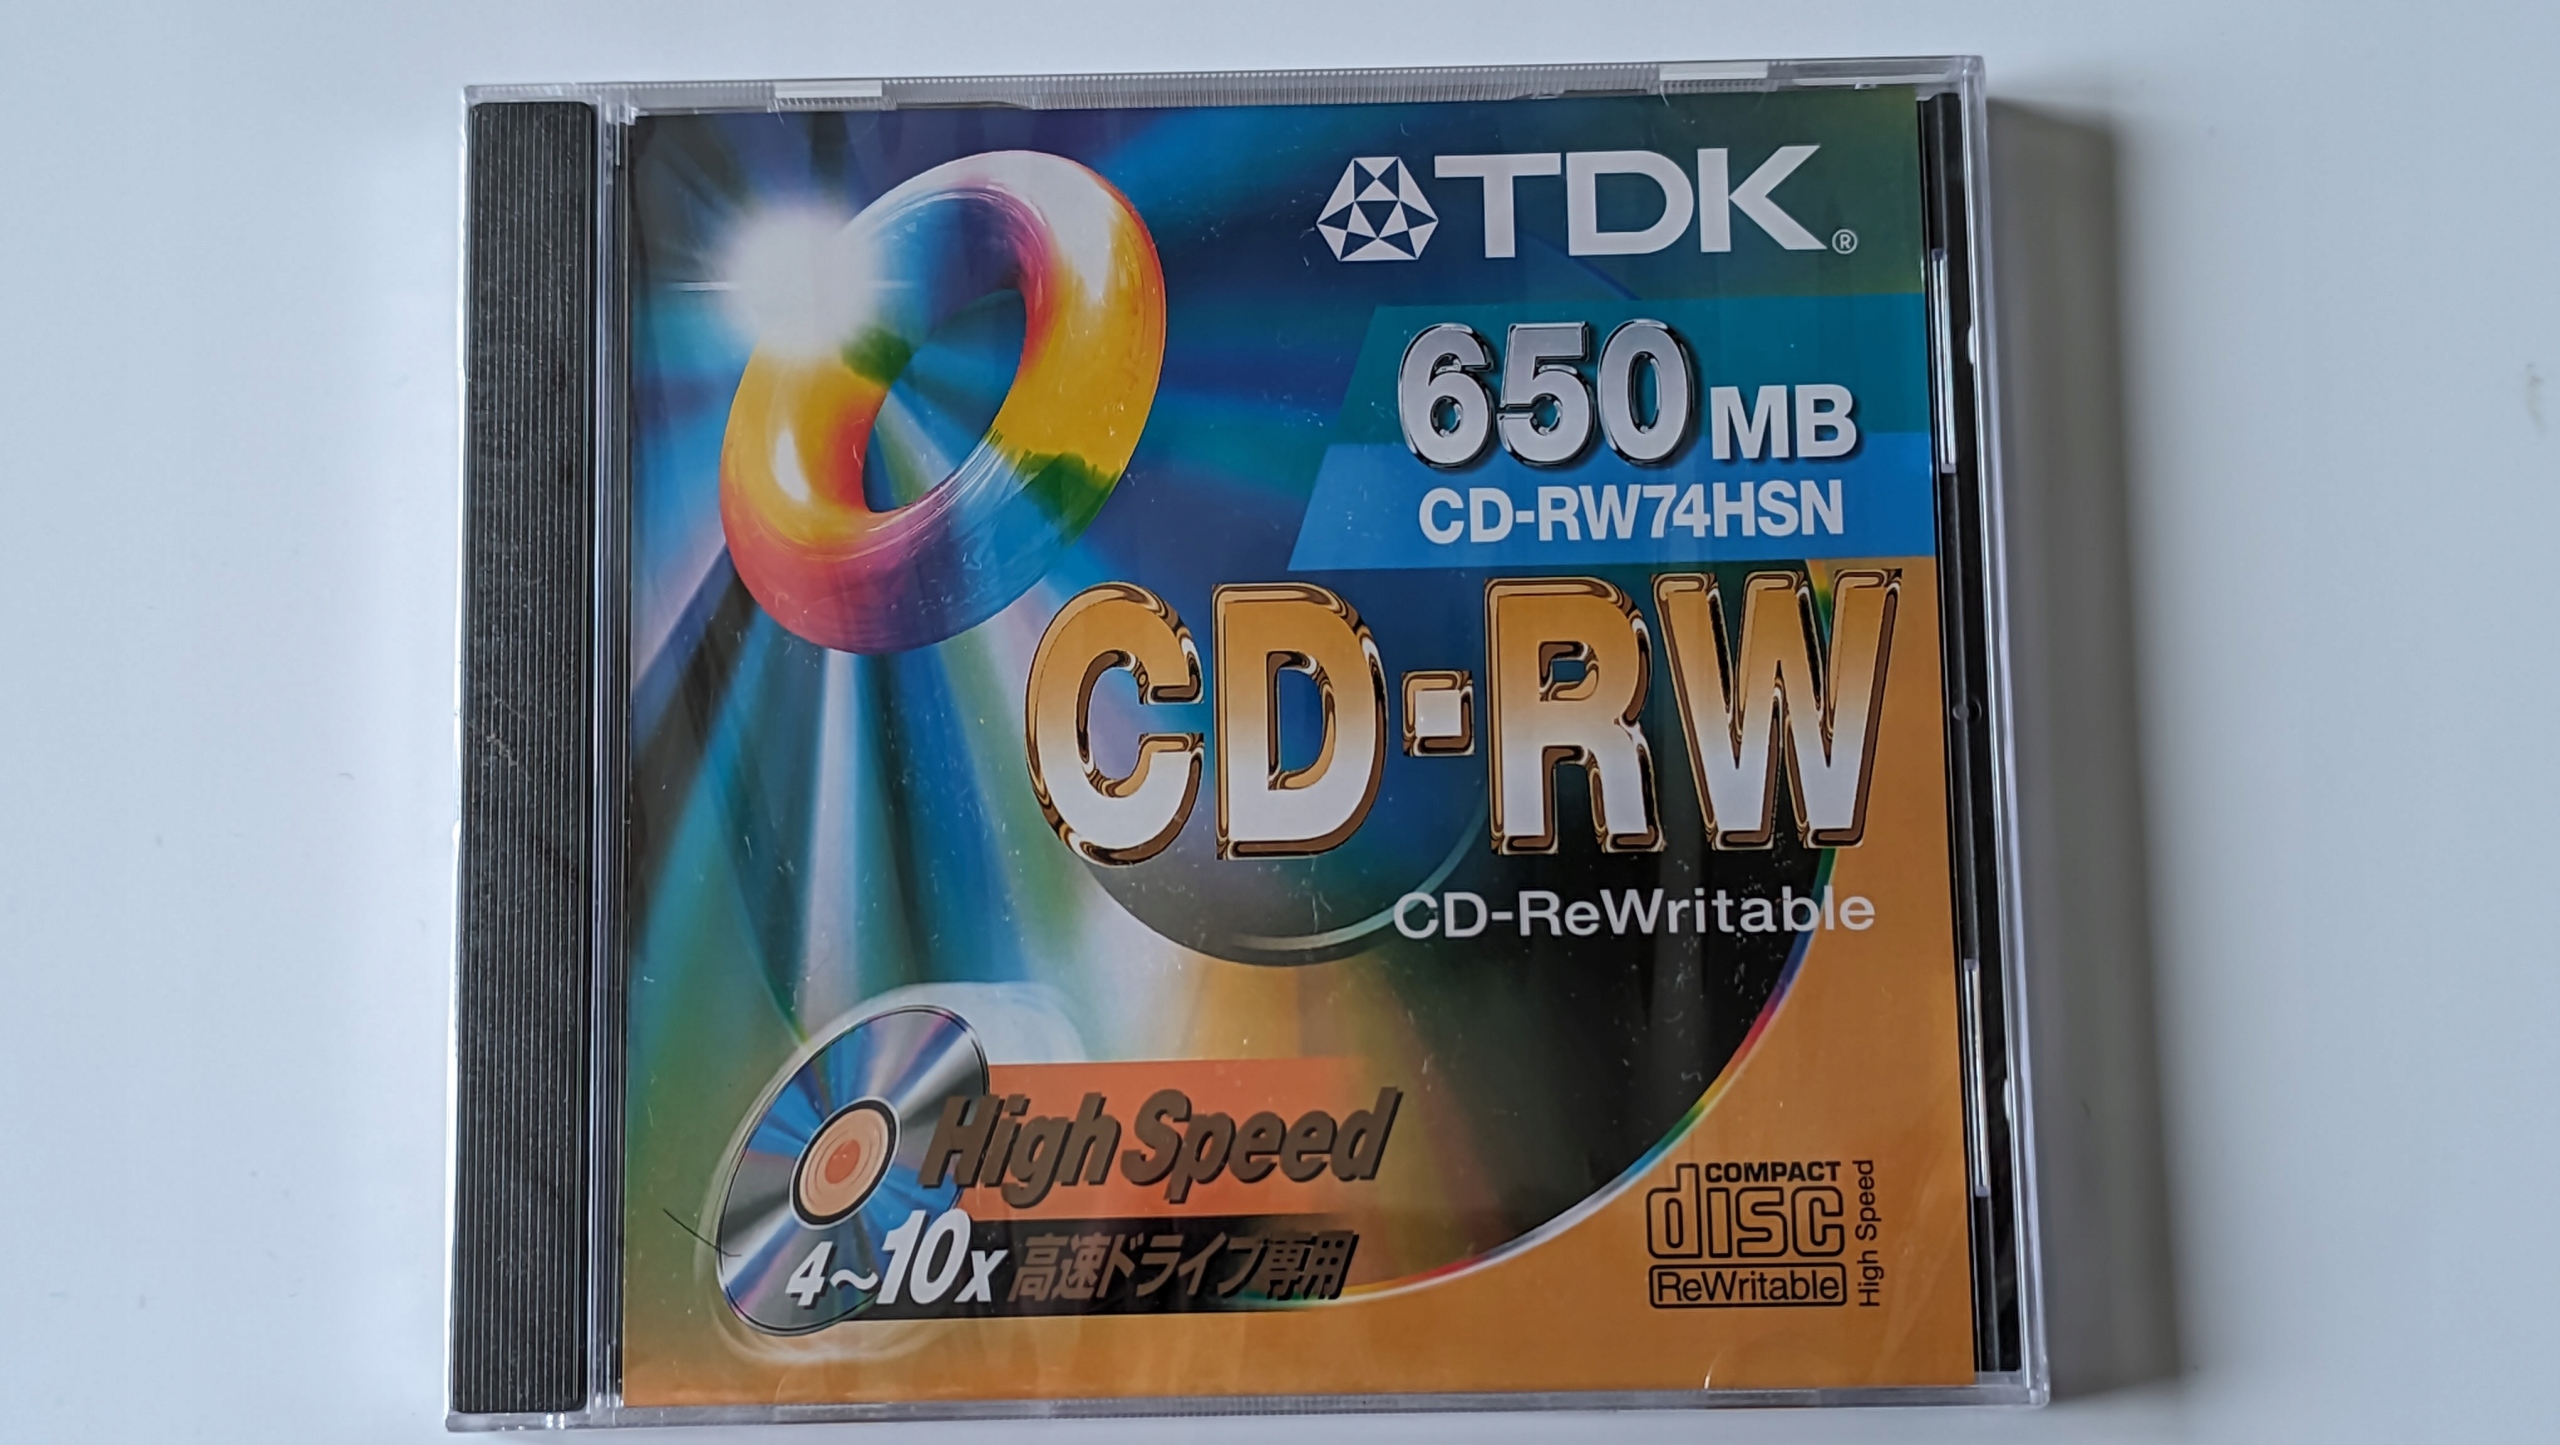 TDK®
650 MB
CD-RW74HSN
CD-RW
CD-ReWritable
High Speed
4~10x 高速ドライブ専用
COMPACT
disc
ReWritable
High Speed